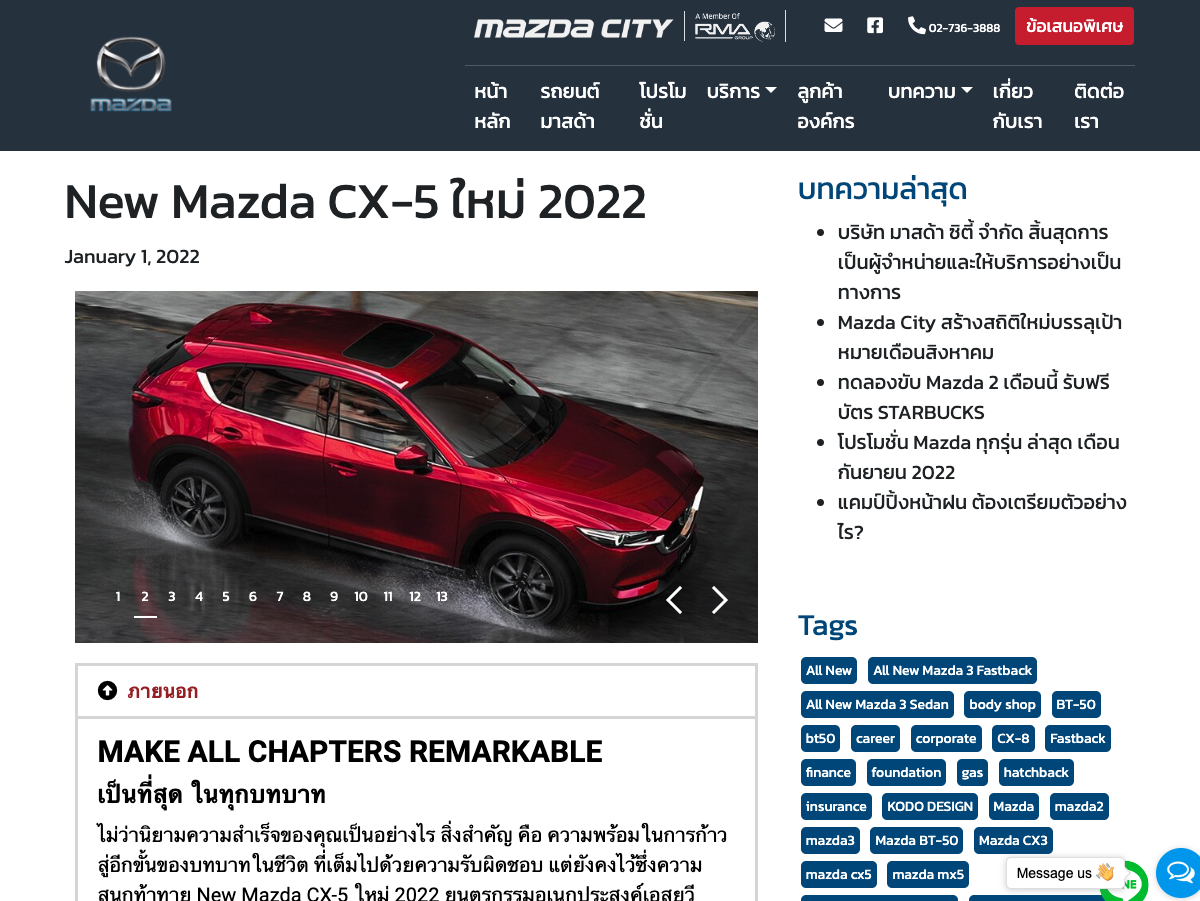 mazda
mazda CITY
A Member Of
RMA
GROUP
02-736-3888
ข้อเสนอพิเศษ
หน้า
หลัก
รถยนต์
มาสด้า
โปรโม
ชั่น
บริการ
ลูกค้า
องค์กร
บทความ
เกี่ยว
กับเรา
ติดต่อ
เรา
New Mazda CX-5 ใหม่ 2022
January 1, 2022
1 2 3 4 5 6 7 8 9 10 11 12 13
ภายนอก
MAKE ALL CHAPTERS REMARKABLE
เป็นที่สุด ในทุกบทบาท
ไม่ว่านิยามความสำเร็จของคุณเป็นอย่างไร สิ่งสำคัญ คือ ความพร้อมในการก้าว
สู่อีกขั้นของบทบาทในชีวิต ที่เต็มไปด้วยความรับผิดชอบ แต่ยังคงไว้ซึ่งความ
สนุกท้าทาย New Mazda CX-5 ใหม่ 2022 ยนตรกรรมอเนกประสงค์เอสยูวี
บทความล่าสุด
บริษัท มาสด้า ซิตี้ จำกัด สิ้นสุดการ
เป็นผู้จำหน่ายและให้บริการอย่างเป็น
ทางการ
Mazda City สร้างสถิติใหม่บรรลุเป้า
หมายเดือนสิงหาคม
ทดลองขับ Mazda 2 เดือนนี้ รับฟรี
บัตร STARBUCKS
โปรโมชั่น Mazda ทุกรุ่น ล่าสุด เดือน
กันยายน 2022
แคมป์ปิ้งหน้าฝน ต้องเตรียมตัวอย่าง
ไร?
Tags
All New All New Mazda 3 Fastback
All New Mazda 3 Sedan body shop BT-50
bt50 career corporate CX-8 Fastback
finance foundation gas hatchback
insurance KODO DESIGN Mazda mazda2
mazda3 Mazda BT-50 Mazda CX3
mazda cx5 mazda mx5
Message us 👋